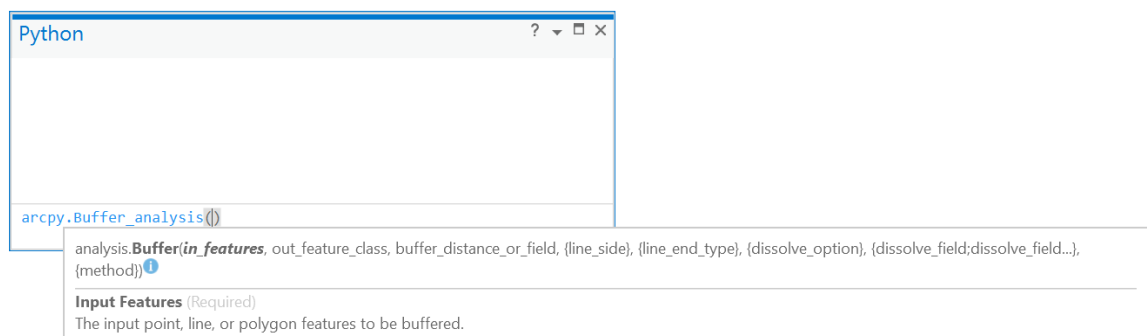 Python
?
arcpy.Buffer_analysis()
analysis.Buffer(in_features, out_feature_class, buffer_distance_or_field, {line_side}, {line_end_type}, {dissolve_option}, {dissolve_field;dissolve_field...},
{method})i
Input Features (Required)
The input point, line, or polygon features to be buffered.